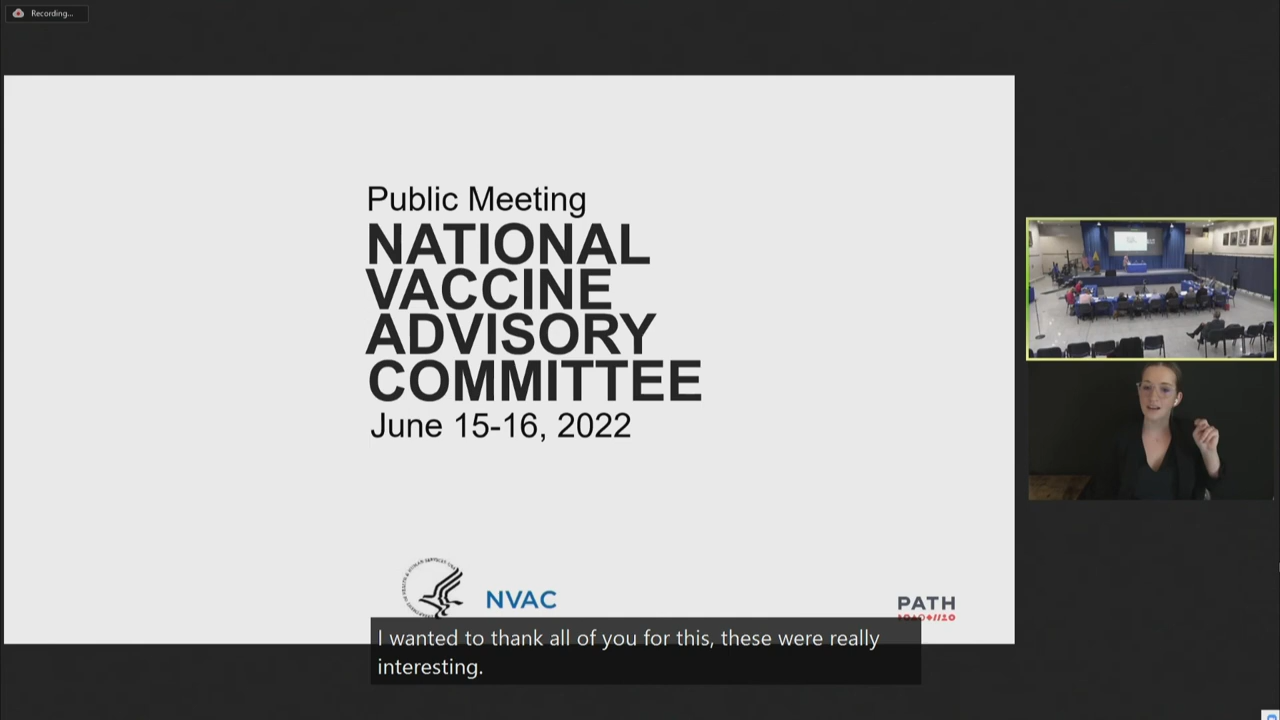 Recording...
Public Meeting
NATIONAL
VACCINE
ADVISORY
COMMITTEE
June 15-16, 2022
NVAC
PATH
I wanted to thank all of you for this, these were really
interesting.